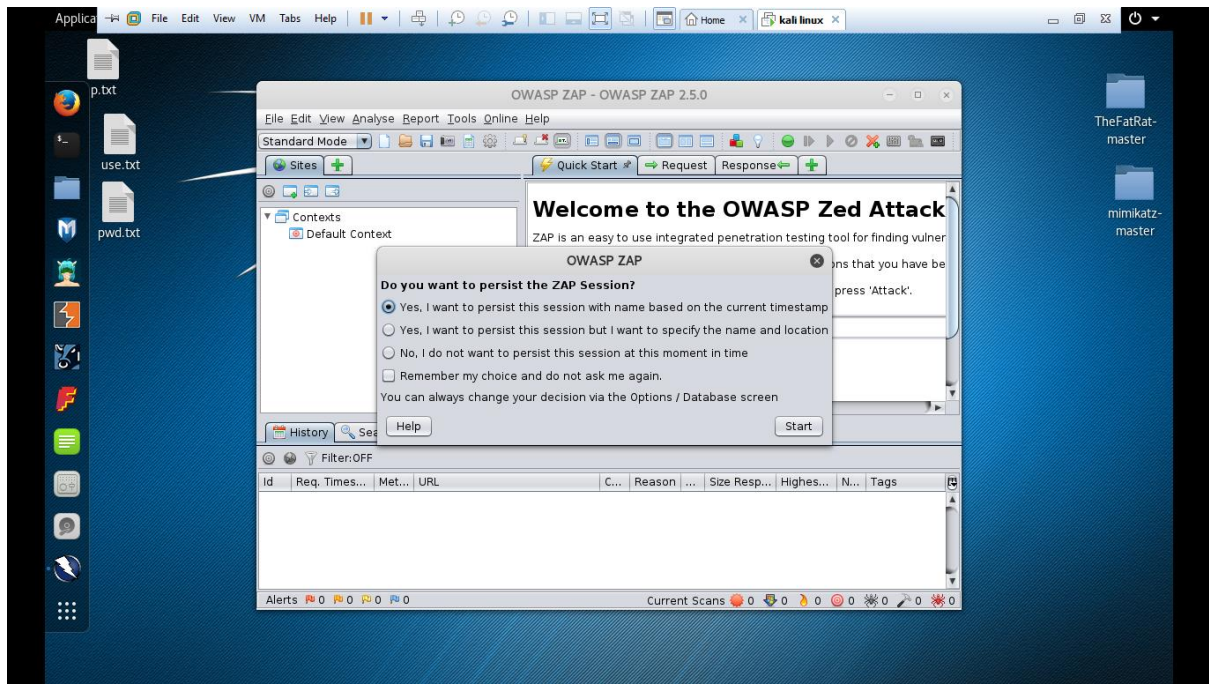 Applica File Edit View VM Tabs Help Home kali linux
p.txt
use.txt
pwd.txt
TheFatRat-
master
mimikatz-
master
OWASP ZAP - OWASP ZAP 2.5.0
File Edit View Analyse Report Tools Online Help
Standard Mode
Sites
Quick Start Request Response
Contexts
Default Context
Welcome to the OWASP Zed Attack
ZAP is an easy to use integrated penetration testing tool for finding vulner
ns that you have be
press 'Attack'.
OWASP ZAP
Do you want to persist the ZAP Session?
Yes, I want to persist this session with name based on the current timestamp
Yes, I want to persist this session but I want to specify the name and location
No, I do not want to persist this session at this moment in time
Remember my choice and do not ask me again.
You can always change your decision via the Options / Database screen
Help Start
History Sea
Filter:OFF
Id Req. Times... Met... URL C... Reason ... Size Resp... Highes... N... Tags
Alerts 0 0 0 0 Current Scans 0 0 0 0 0 0 0